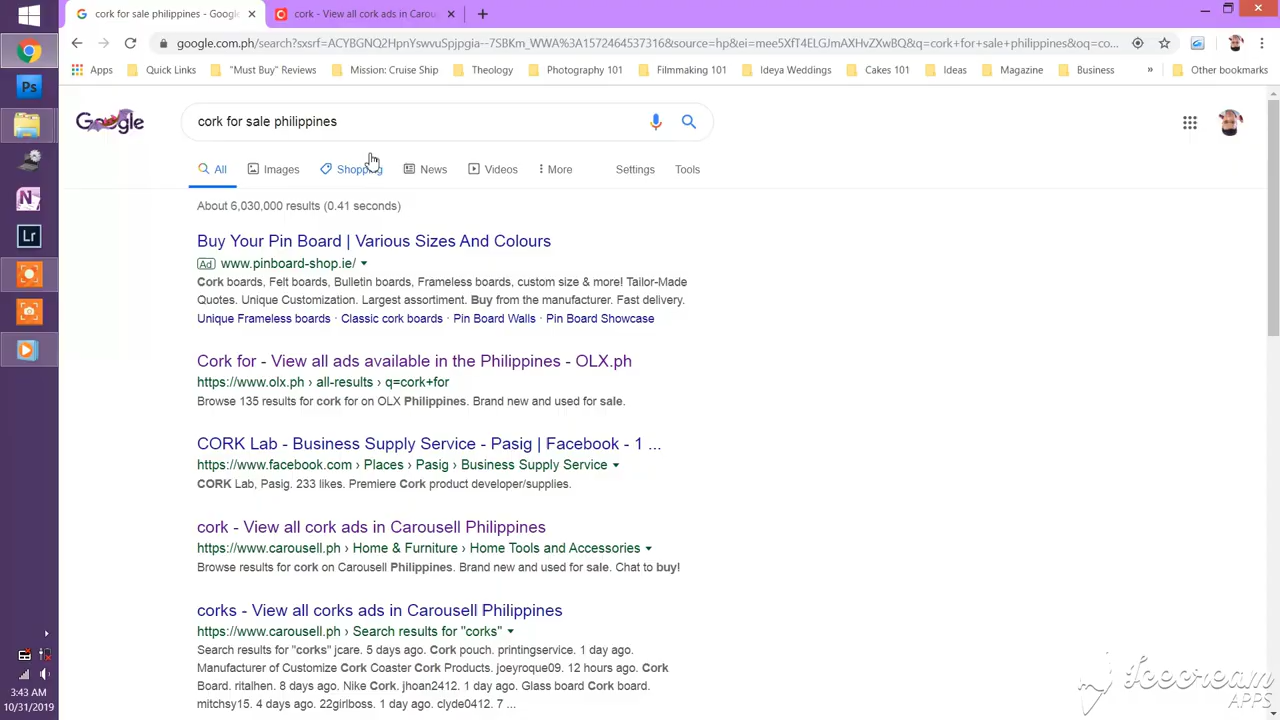 cork for sale philippines - Google
cork - View all cork ads in Carou
google.com.ph/search?sxsrf=ACYBGNQ2HpnYswvuSpjpgia--7SBKm_WWA%3A1572464537316&source=hp&ei=mee5XfT4ELGJmAXHvZXwBQ&q=cork+for+sale+philippines&oq=co...
Apps Quick Links "Must Buy" Reviews Mission: Cruise Ship Theology Photography 101 Filmmaking 101 Ideya Weddings Cakes 101 Ideas Magazine Business » Other bookmarks
Google
cork for sale philippines
All Images Shopping News Videos More Settings Tools
About 6,030,000 results (0.41 seconds)
Buy Your Pin Board | Various Sizes And Colours
Ad www.pinboard-shop.ie/
Cork boards, Felt boards, Bulletin boards, Frameless boards, custom size & more! Tailor-Made
Quotes. Unique Customization. Largest assortment. Buy from the manufacturer. Fast delivery.
Unique Frameless boards · Classic cork boards · Pin Board Walls · Pin Board Showcase
Cork for - View all ads available in the Philippines - OLX.ph
https://www.olx.ph › all-results › q=cork+for
Browse 135 results for cork for on OLX Philippines. Brand new and used for sale.
CORK Lab - Business Supply Service - Pasig | Facebook - 1 ...
https://www.facebook.com › Places › Pasig › Business Supply Service
CORK Lab, Pasig. 233 likes. Premiere Cork product developer/supplies.
cork - View all cork ads in Carousell Philippines
https://www.carousell.ph › Home & Furniture › Home Tools and Accessories
Browse results for cork on Carousell Philippines. Brand new and used for sale. Chat to buy!
corks - View all corks ads in Carousell Philippines
https://www.carousell.ph › Search results for "corks"
Search results for "corks" jcare. 5 days ago. Cork pouch. printingservice. 1 day ago.
Manufacturer of Customize Cork Coaster Cork Products. joeyroque09. 12 hours ago. Cork
Board. ritalhen. 8 days ago. Nike Cork. jhoan2412. 1 day ago. Glass board Cork board.
mitchsy15. 4 days ago. 22girlboss. 1 day ago. clyde0412. 7 ...
Ps
N
Lr
3:43 AM
10/31/2019
Icecream
APPS